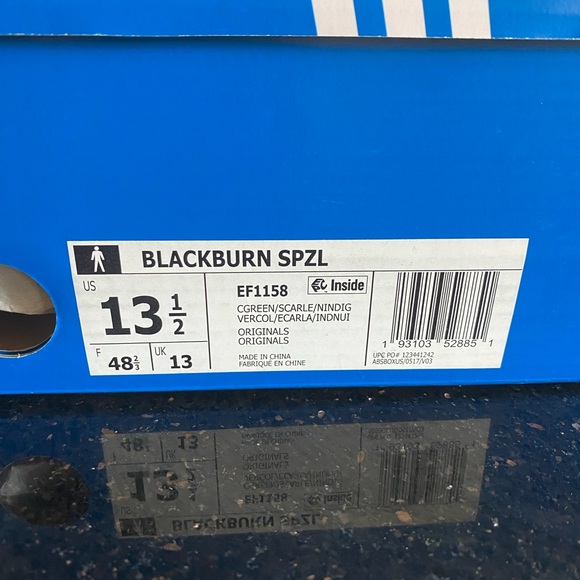 BLACKBURN SPZL
US
13 1/2
F 48 2/3
UK 13
EF1158
Inside
CGREEN/SCARLE/NINDIG
VERCOL/ECARLA/INDNUI
ORIGINALS
ORIGINALS
MADE IN CHINA
FABRIQUÉ EN CHINE
1 93103 52885 1
UPC PO# 123441242
ABSBOXUS/0517/V03